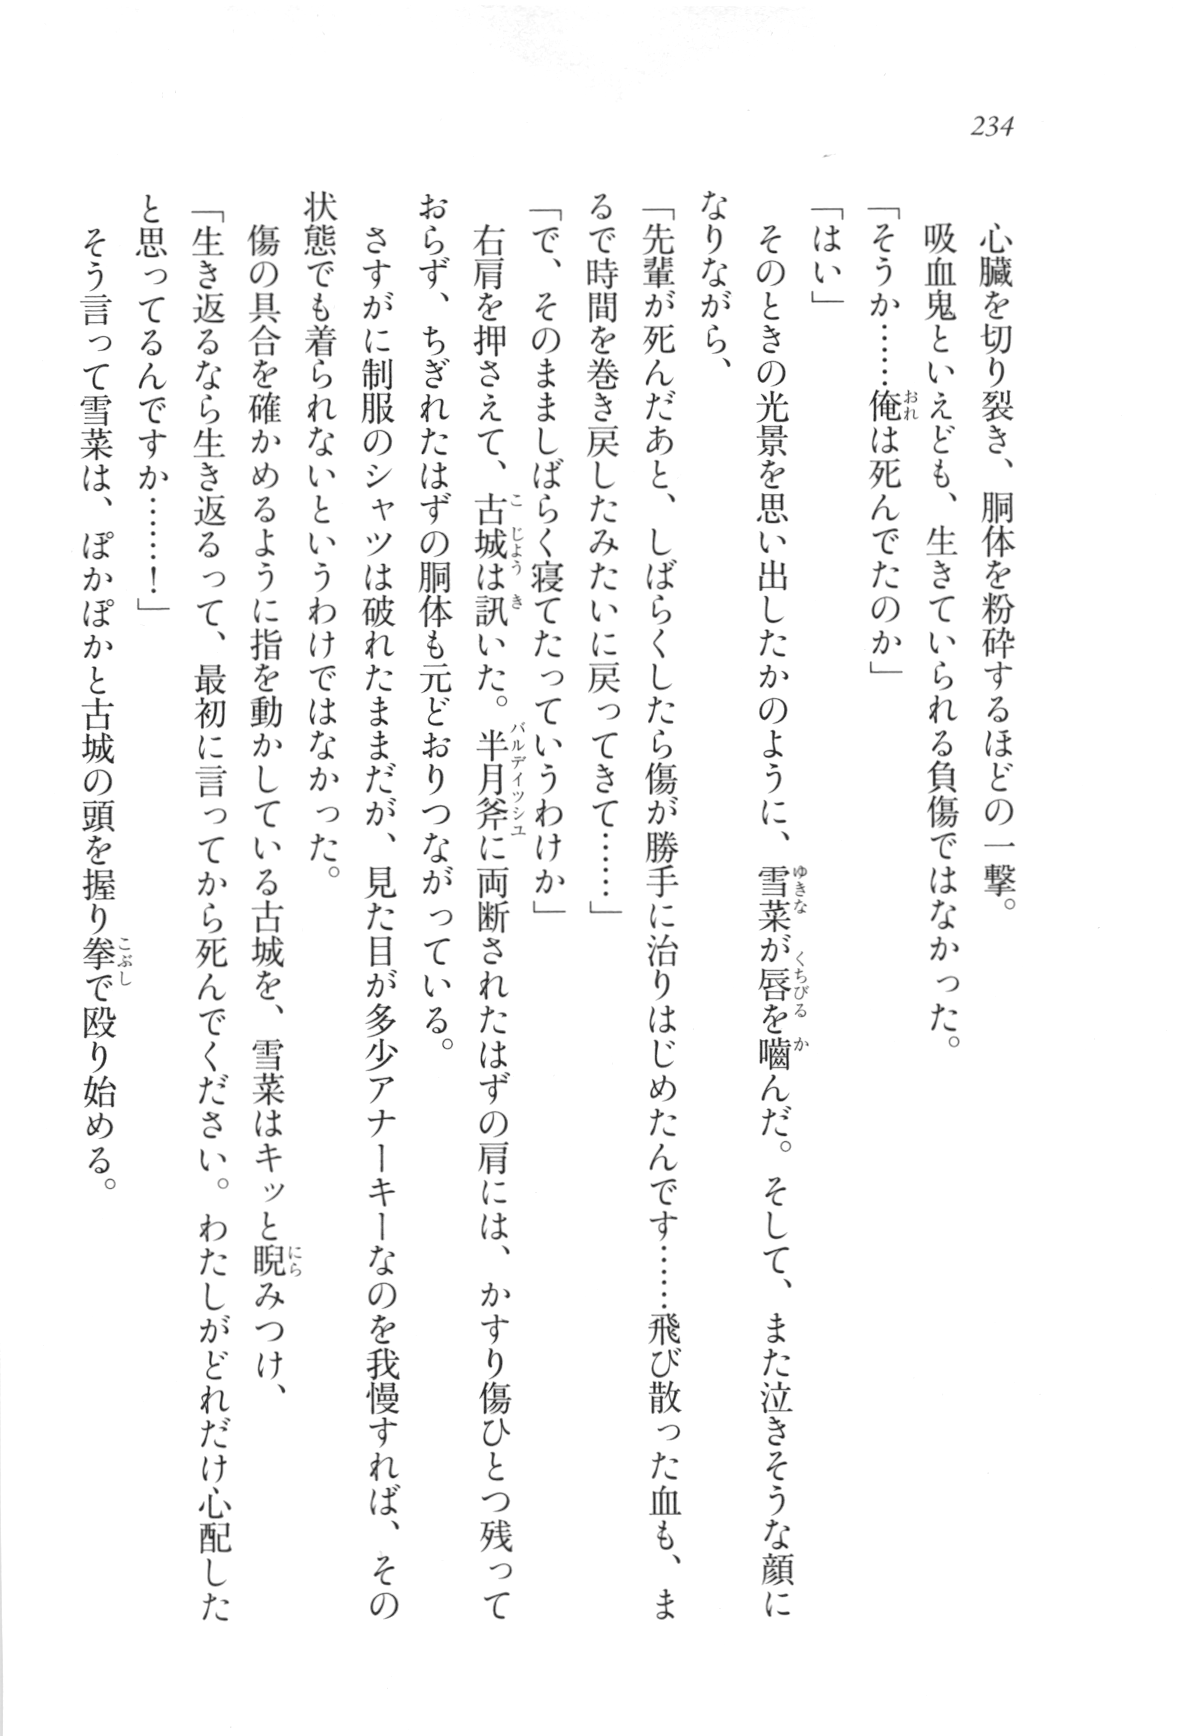 234
心臓を切り裂き、胴体を粉砕するほどの一撃。
吸血鬼といえども、生きていられる負傷ではなかった。
「そうか……俺は死んでたのか」
「はい」
そのときの光景を思い出したかのように、雪菜が唇を嚙んだ。そして、また泣きそうな顔に
なりながら、
「先輩が死んだあと、しばらくしたら傷が勝手に治りはじめたんです……飛び散った血も、ま
るで時間を巻き戻したみたいに戻ってきて……」
「で、そのまましばらく寝てたっていうわけか」
右肩を押さえて、古城は訊いた。半月斧に両断されたはずの肩には、かすり傷ひとつ残って
おらず、ちぎれたはずの胴体も元どおりつながっている。
さすがに制服のシャツは破れたままだが、見た目が多少アナーキーなのを我慢すれば、その
状態でも着られないというわけではなかった。
傷の具合を確かめるように指を動かしている古城を、雪菜はキッと睨みつけ、
「生き返るなら生き返るって、最初に言ってから死んでください。わたしがどれだけ心配した
と思ってるんですか……！」
そう言って雪菜は、ぽかぽかと古城の頭を握り拳で殴り始める。